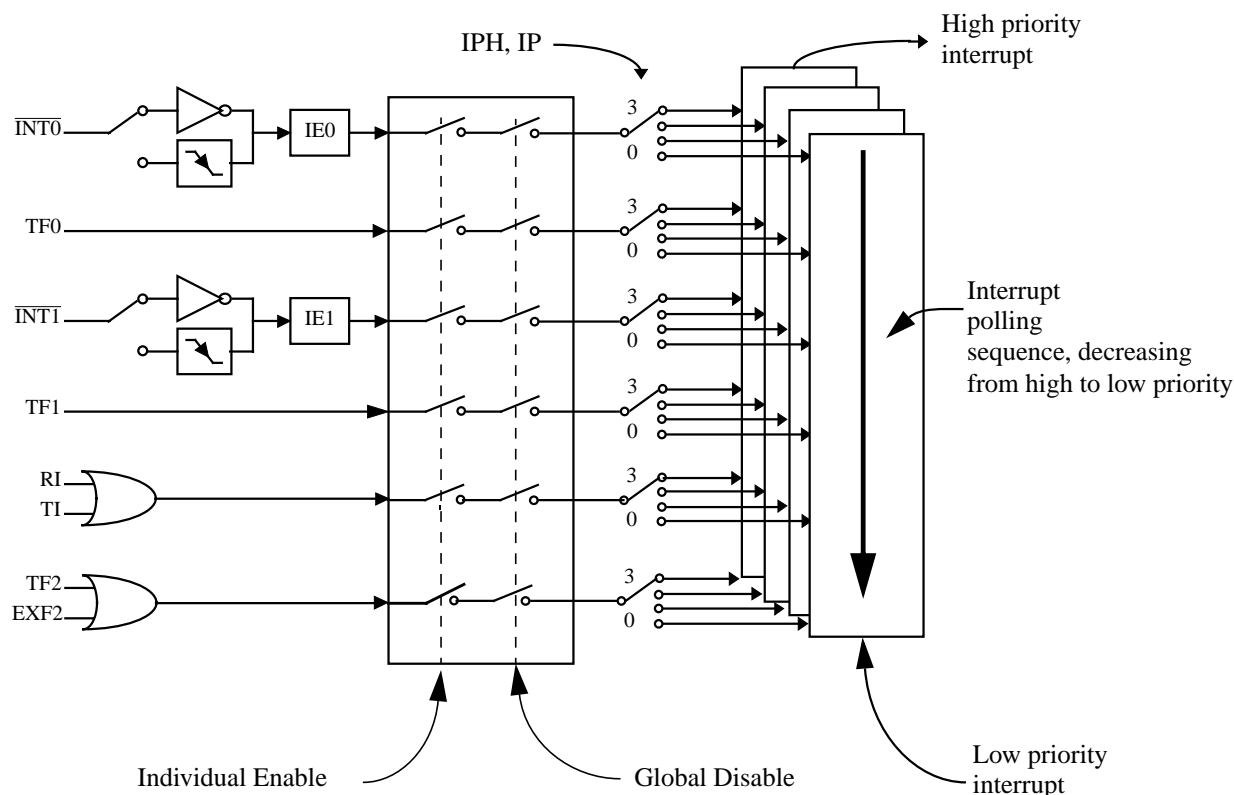 High priority
interrupt
IPH, IP
INT0
IE0
3
0
TF0
3
0
INT1
IE1
3
0
Interrupt
polling
sequence, decreasing
from high to low priority
TF1
3
0
RI
TI
3
0
TF2
EXF2
3
0
Individual Enable
Global Disable
Low priority
interrupt